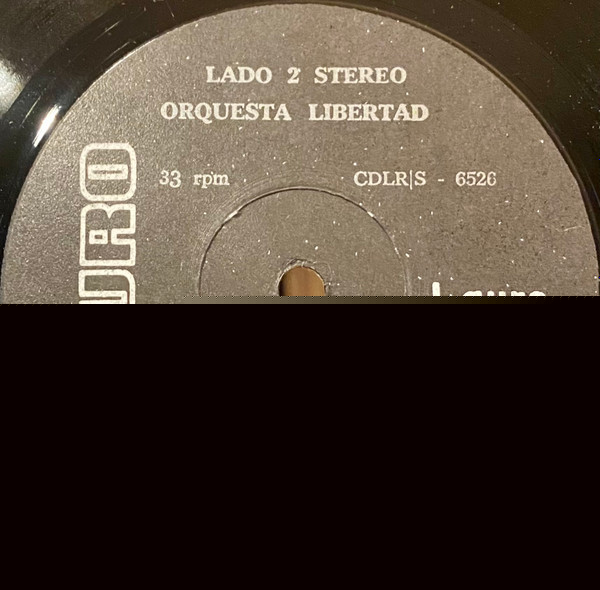 LADO 2 STEREO
ORQUESTA LIBERTAD
33 rpm CDLR|S - 6526